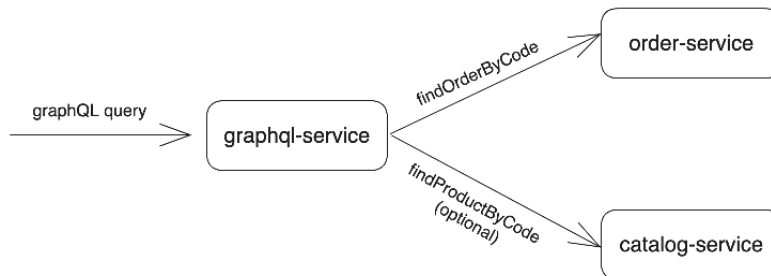 graphQL query
graphql-service
findOrderByCode
order-service
findProductByCode
(optional)
catalog-service